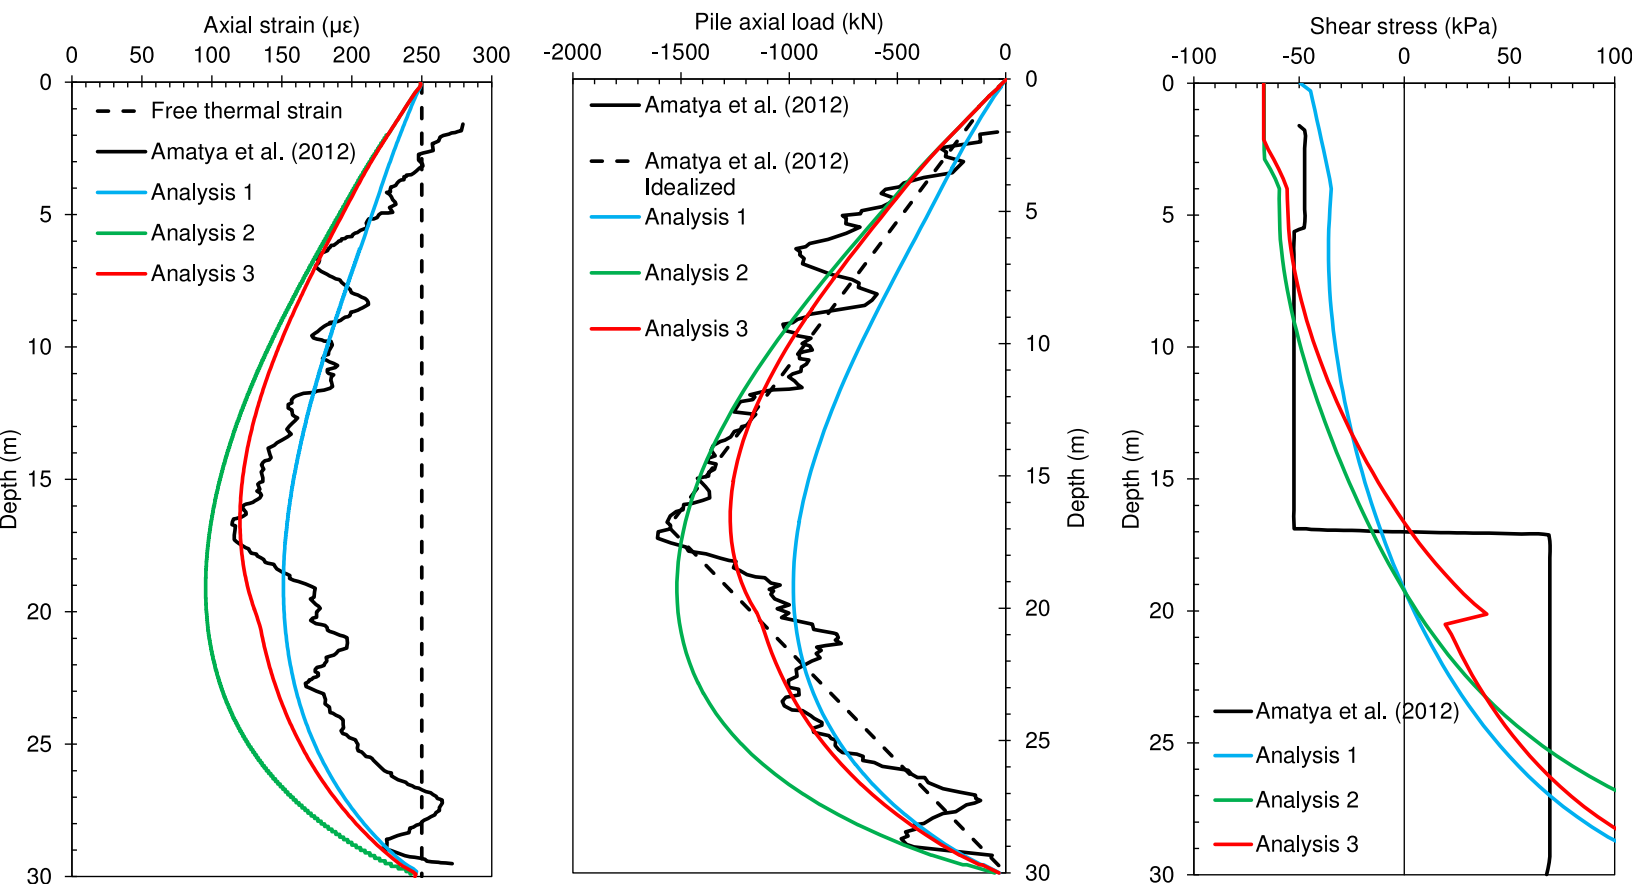 Axial strain (µε)
0 50 100 150 200 250 300
0
5
10
15
20
25
30
Depth (m)
Free thermal strain
Amatya et al. (2012)
Analysis 1
Analysis 2
Analysis 3
Pile axial load (kN)
-2000 -1500 -1000 -500 0
0
5
10
15
20
25
30
Depth (m)
Amatya et al. (2012)
Amatya et al. (2012)
Idealized
Analysis 1
Analysis 2
Analysis 3
Shear stress (kPa)
-100 -50 0 50 100
0
5
10
15
20
25
30
Depth (m)
Amatya et al. (2012)
Analysis 1
Analysis 2
Analysis 3